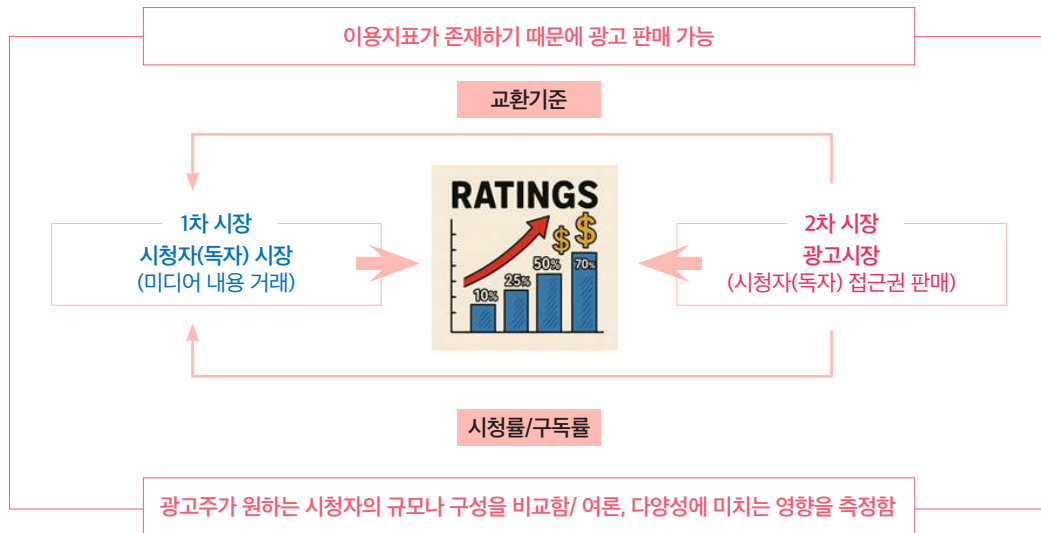 이용지표가 존재하기 때문에 광고 판매 가능
교환기준
1차 시장
시청자(독자) 시장
(미디어 내용 거래)
RATINGS
$ $
10% 25% 50% 70%
2차 시장
광고시장
(시청자(독자) 접근권 판매)
시청률/구독률
광고주가 원하는 시청자의 규모나 구성을 비교함/ 여론, 다양성에 미치는 영향을 측정함